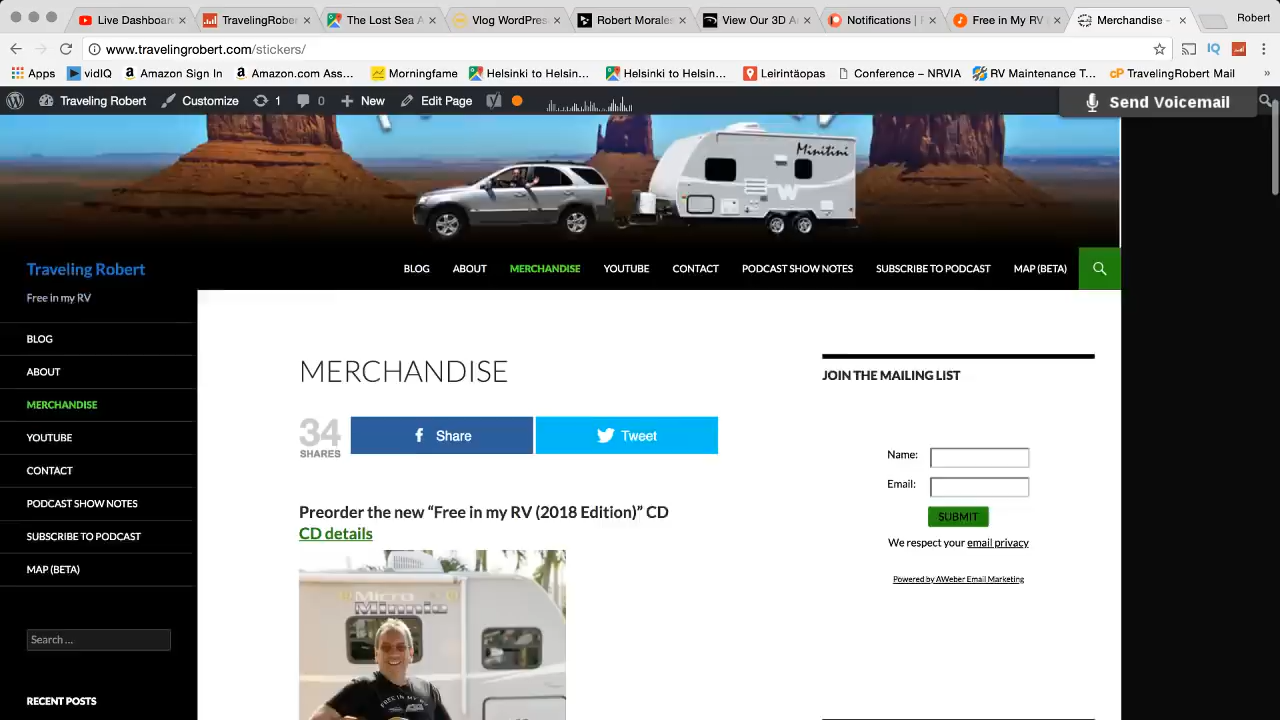 Live Dashboar
TravelingRober
The Lost Sea A
Vlog WordPres
Robert Morales
View Our 3D A
Notifications | F
Free in My RV
Merchandise -
Robert
www.travelingrobert.com/stickers/
Apps
vidIQ
Amazon Sign In
Amazon.com Ass...
Morningfame
Helsinki to Helsin...
Helsinki to Helsin...
Leirintäopas
Conference – NRVIA
RV Maintenance T...
TravelingRobert Mail
»
Traveling Robert
Customize
1
0
New
Edit Page
Send Voicemail
Minitini
W
Traveling Robert
Free in my RV
BLOG
ABOUT
MERCHANDISE
YOUTUBE
CONTACT
PODCAST SHOW NOTES
SUBSCRIBE TO PODCAST
MAP (BETA)
BLOG
ABOUT
MERCHANDISE
YOUTUBE
CONTACT
PODCAST SHOW NOTES
SUBSCRIBE TO PODCAST
MAP (BETA)
Search ...
RECENT POSTS
MERCHANDISE
34
SHARES
Share
Tweet
Preorder the new “Free in my RV (2018 Edition)” CD
CD details
Micro
Minnie
FREE IN MY RV
JOIN THE MAILING LIST
Name:
Email:
SUBMIT
We respect your email privacy
Powered by AWeber Email Marketing